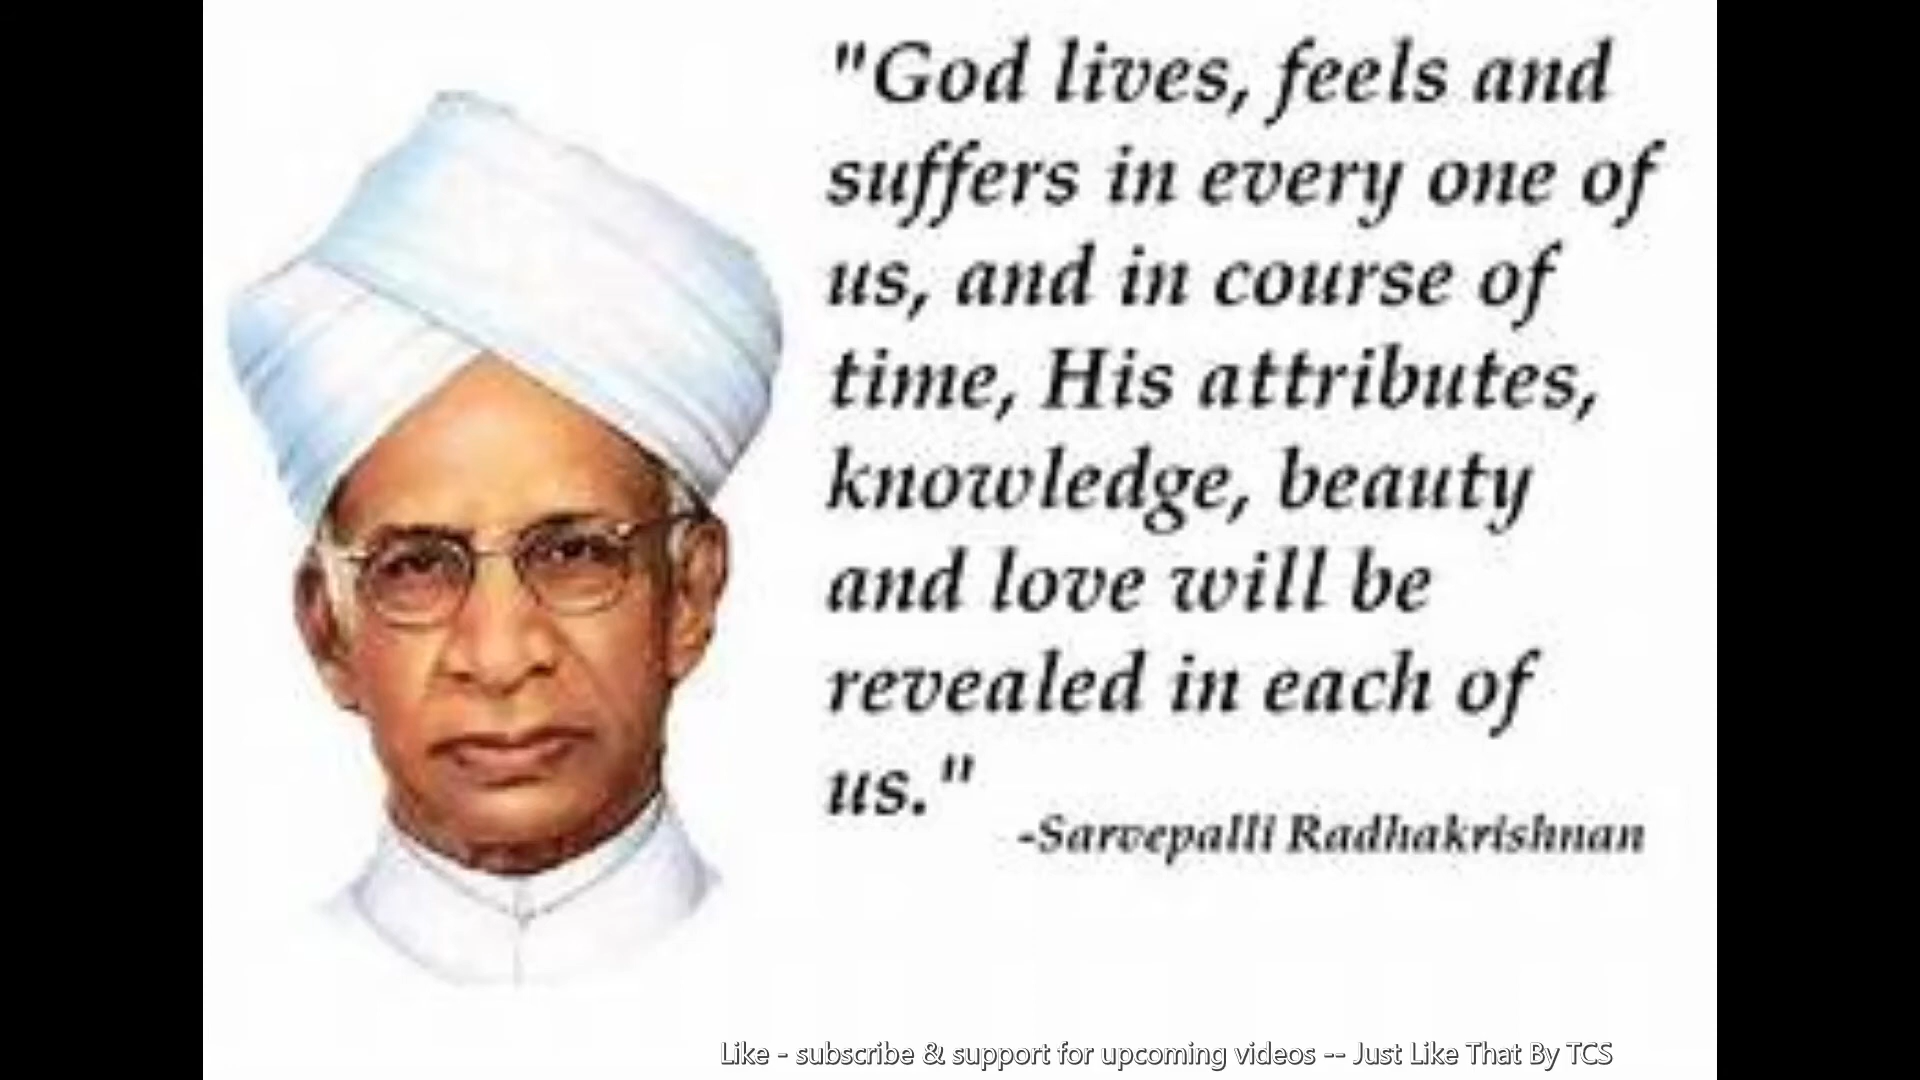 "God lives, feels and
suffers in every one of
us, and in course of
time, His attributes,
knowledge, beauty
and love will be
revealed in each of
us."
-Sarvepalli Radhakrishnan
Like - subscribe & support for upcoming videos -- Just Like That By TCS